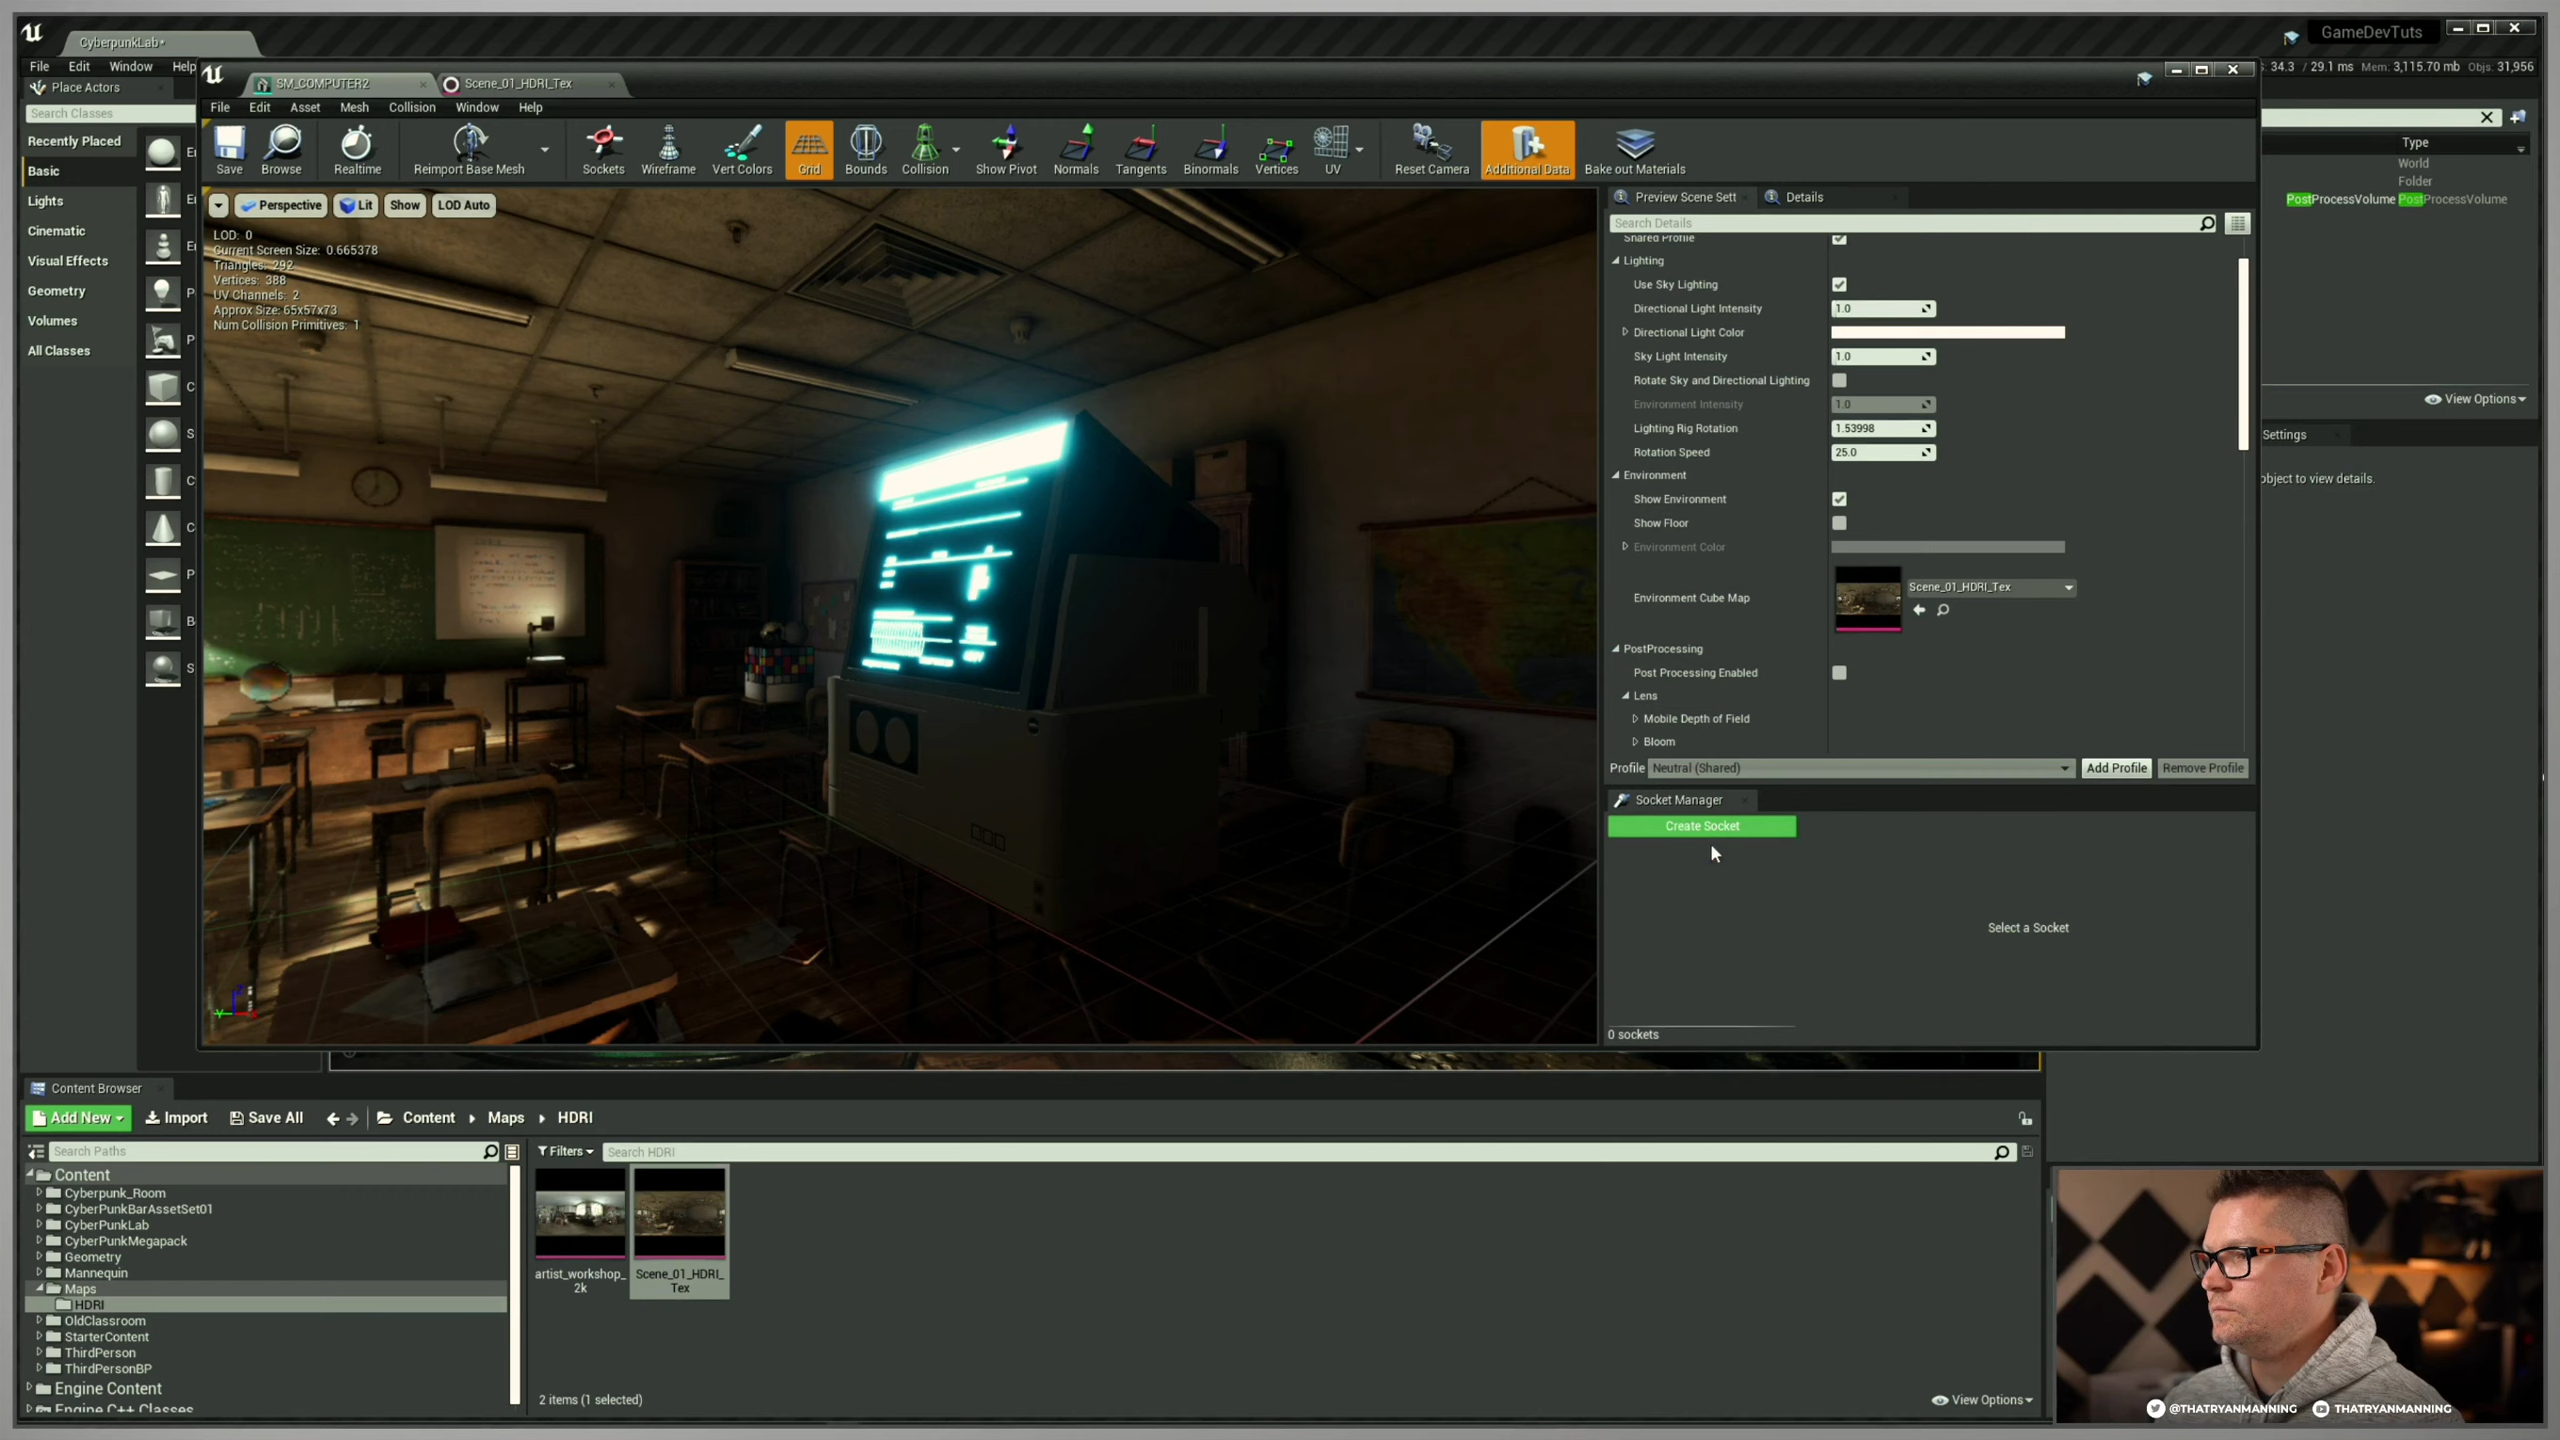 CyberpunkLab*
GameDevTuts
File Edit Window Help
: 34.3 / 29.1 ms Mem: 3,115.70 mb Objs: 31,956
Place Actors
Search Classes
Recently Placed
Basic
Lights
Cinematic
Visual Effects
Geometry
Volumes
All Classes
SM_COMPUTER2
Scene_01_HDRI_Tex
File Edit Asset Mesh Collision Window Help
Save Browse Realtime Reimport Base Mesh Sockets Wireframe Vert Colors Grid Bounds Collision Show Pivot Normals Tangents Binormals Vertices UV Reset Camera Additional Data Bake out Materials
Perspective Lit Show LOD Auto
LOD: 0
Current Screen Size: 0.665378
Triangles: 292
Vertices: 388
UV Channels: 2
Approx Size: 65x57x73
Num Collision Primitives: 1
Preview Scene Sett
Details
Search Details
Shared Profile
Lighting
Use Sky Lighting
Directional Light Intensity 1.0
Directional Light Color
Sky Light Intensity 1.0
Rotate Sky and Directional Lighting
Environment Intensity 1.0
Lighting Rig Rotation 1.53998
Rotation Speed 25.0
Environment
Show Environment
Show Floor
Environment Color
Environment Cube Map Scene_01_HDRI_Tex
PostProcessing
Post Processing Enabled
Lens
Mobile Depth of Field
Bloom
Profile Neutral (Shared) Add Profile Remove Profile
Socket Manager
Create Socket
Select a Socket
0 sockets
Type
World
Folder
PostProcessVolume PostProcessVolume
View Options
Settings
object to view details.
Content Browser
Add New Import Save All Content Maps HDRI
Search Paths
Filters
Search HDRI
Content
Cyberpunk_Room
CyberPunkBarAssetSet01
CyberPunkLab
CyberPunkMegapack
Geometry
Mannequin
Maps
HDRI
OldClassroom
StarterContent
ThirdPerson
ThirdPersonBP
Engine Content
Engine C++ Classes
artist_workshop_
2k
Scene_01_HDRI_
Tex
2 items (1 selected)
View Options
@THATRYANMANNING THATRYANMANNING